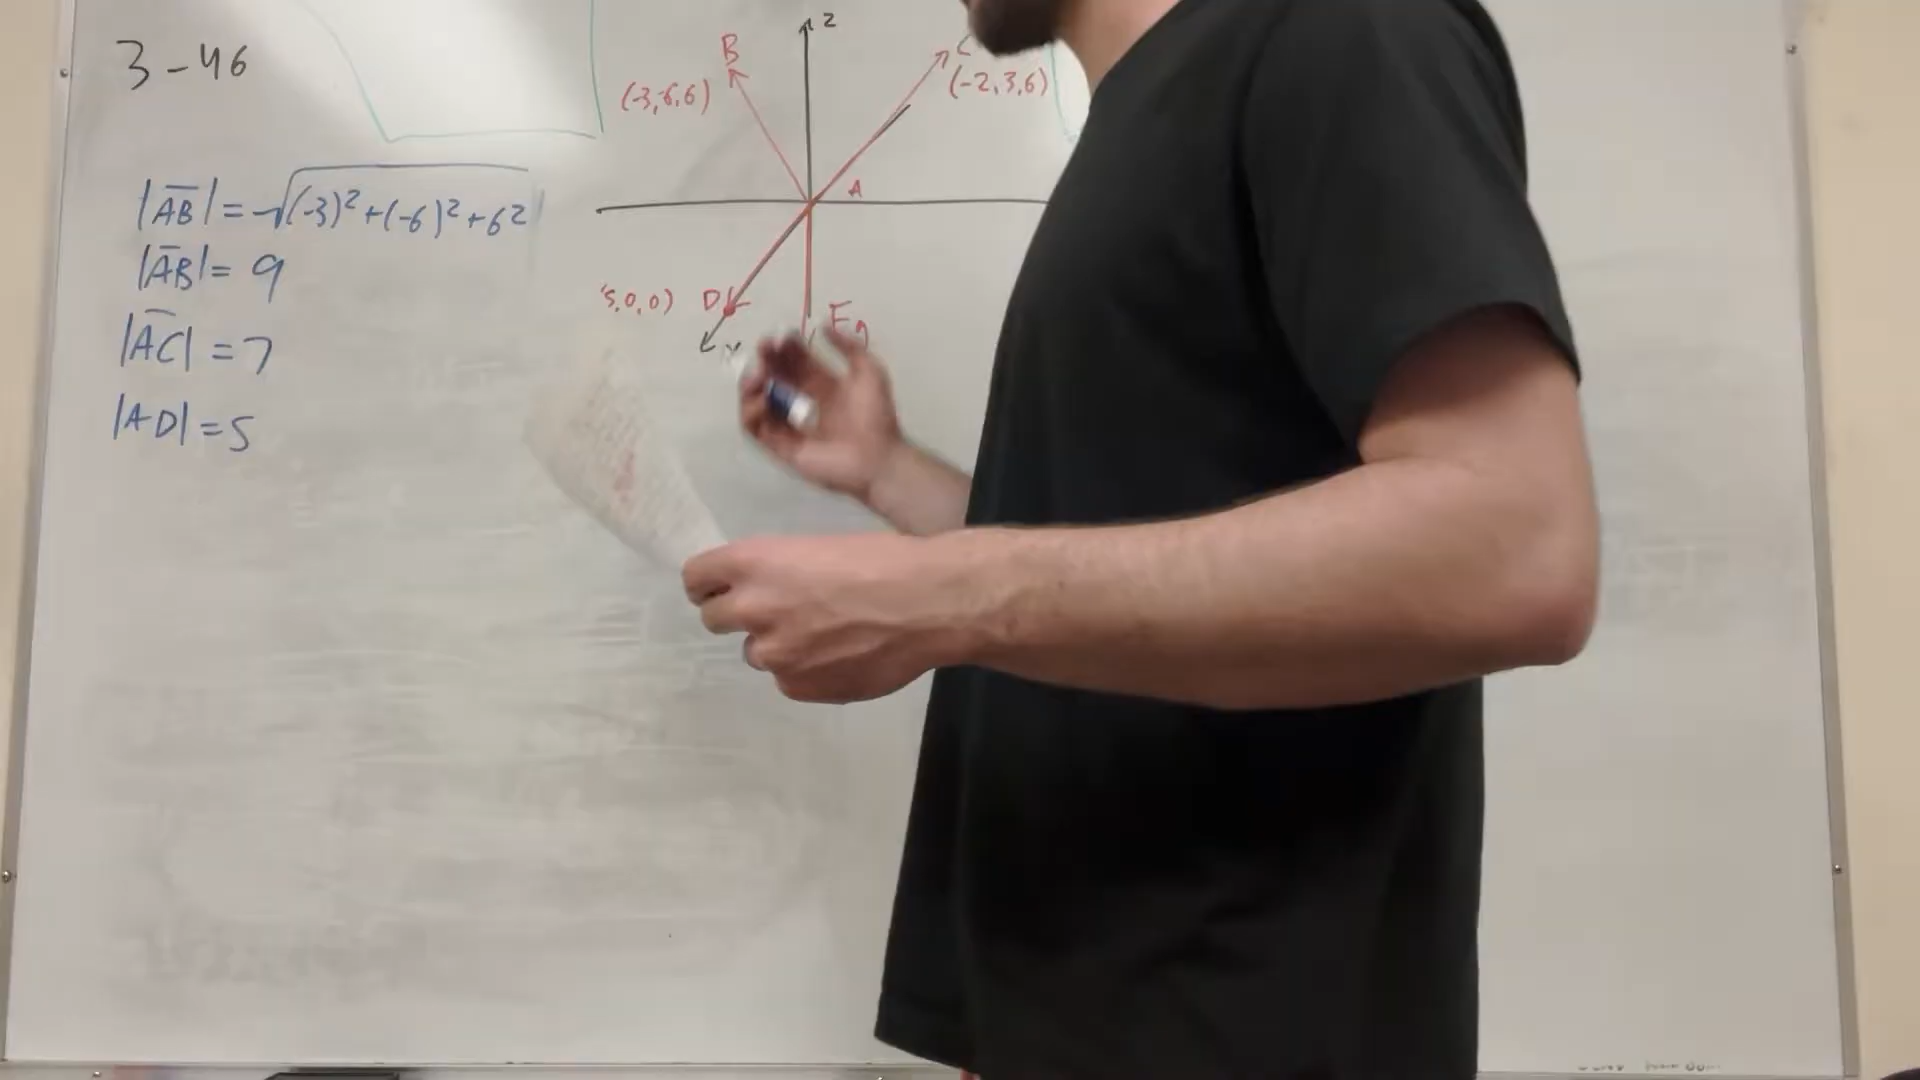 3-46
z
B
C
(-3,-6,6)
(-2,3,6)
A
|AB|=√(-3)²+(-6)²+6²
|AB|= 9
5,0,0)
D
Fg
x
|AC| = 7
|AD| = 5